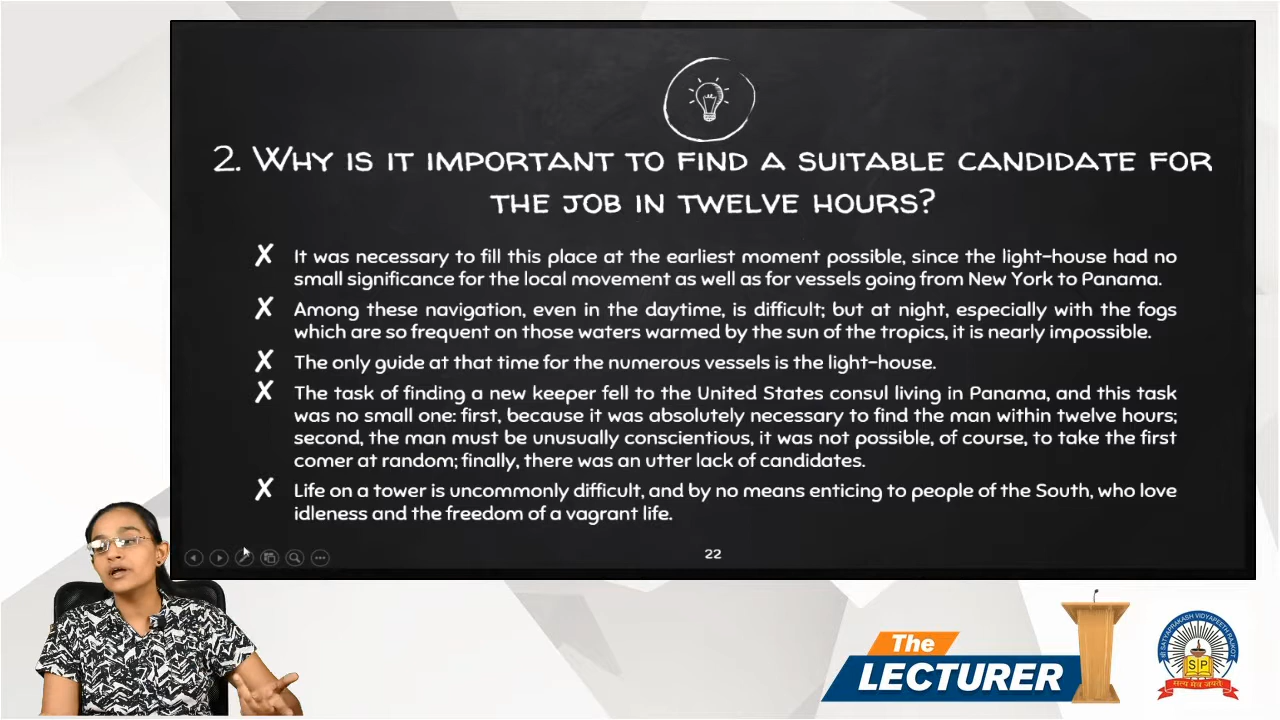 2. Why is it important to find a suitable candidate for
the job in twelve hours?
✗ It was necessary to fill this place at the earliest moment possible, since the light-house had no
small significance for the local movement as well as for vessels going from New York to Panama.
✗ Among these navigation, even in the daytime, is difficult; but at night, especially with the fogs
which are so frequent on those waters warmed by the sun of the tropics, it is nearly impossible.
✗ The only guide at that time for the numerous vessels is the light-house.
✗ The task of finding a new keeper fell to the United States consul living in Panama, and this task
was no small one: first, because it was absolutely necessary to find the man within twelve hours;
second, the man must be unusually conscientious, it was not possible, of course, to take the first
comer at random; finally, there was an utter lack of candidates.
✗ Life on a tower is uncommonly difficult, and by no means enticing to people of the South, who love
idleness and the freedom of a vagrant life.
22
The
LECTURER
SATYAPRAKASH VIDYAPEETH RAJKOT
S P